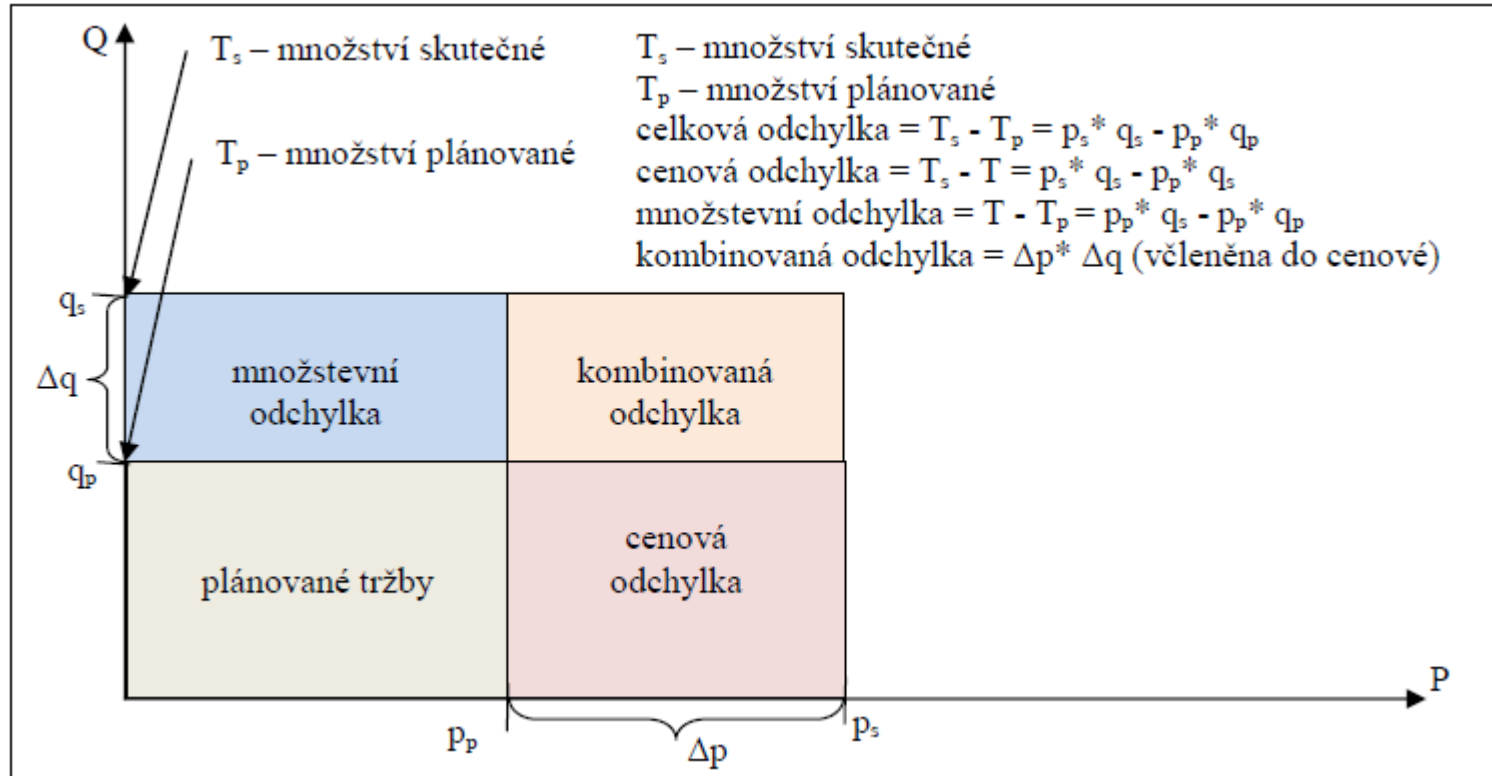 Q
Tₛ – množství skutečné
Tₚ – množství plánované
Tₛ – množství skutečné
Tₚ – množství plánované
celková odchylka = Tₛ - Tₚ = pₛ* qₛ - pₚ* qₚ
cenová odchylka = Tₛ - T = pₛ* qₛ - pₚ* qₛ
množstevní odchylka = T - Tₚ = pₚ* qₛ - pₚ* qₚ
kombinovaná odchylka = Δp* Δq (včleněna do cenové)
qₛ
Δq
qₚ
množstevní
odchylka
kombinovaná
odchylka
plánované tržby
cenová
odchylka
P
pₚ
Δp
pₛ